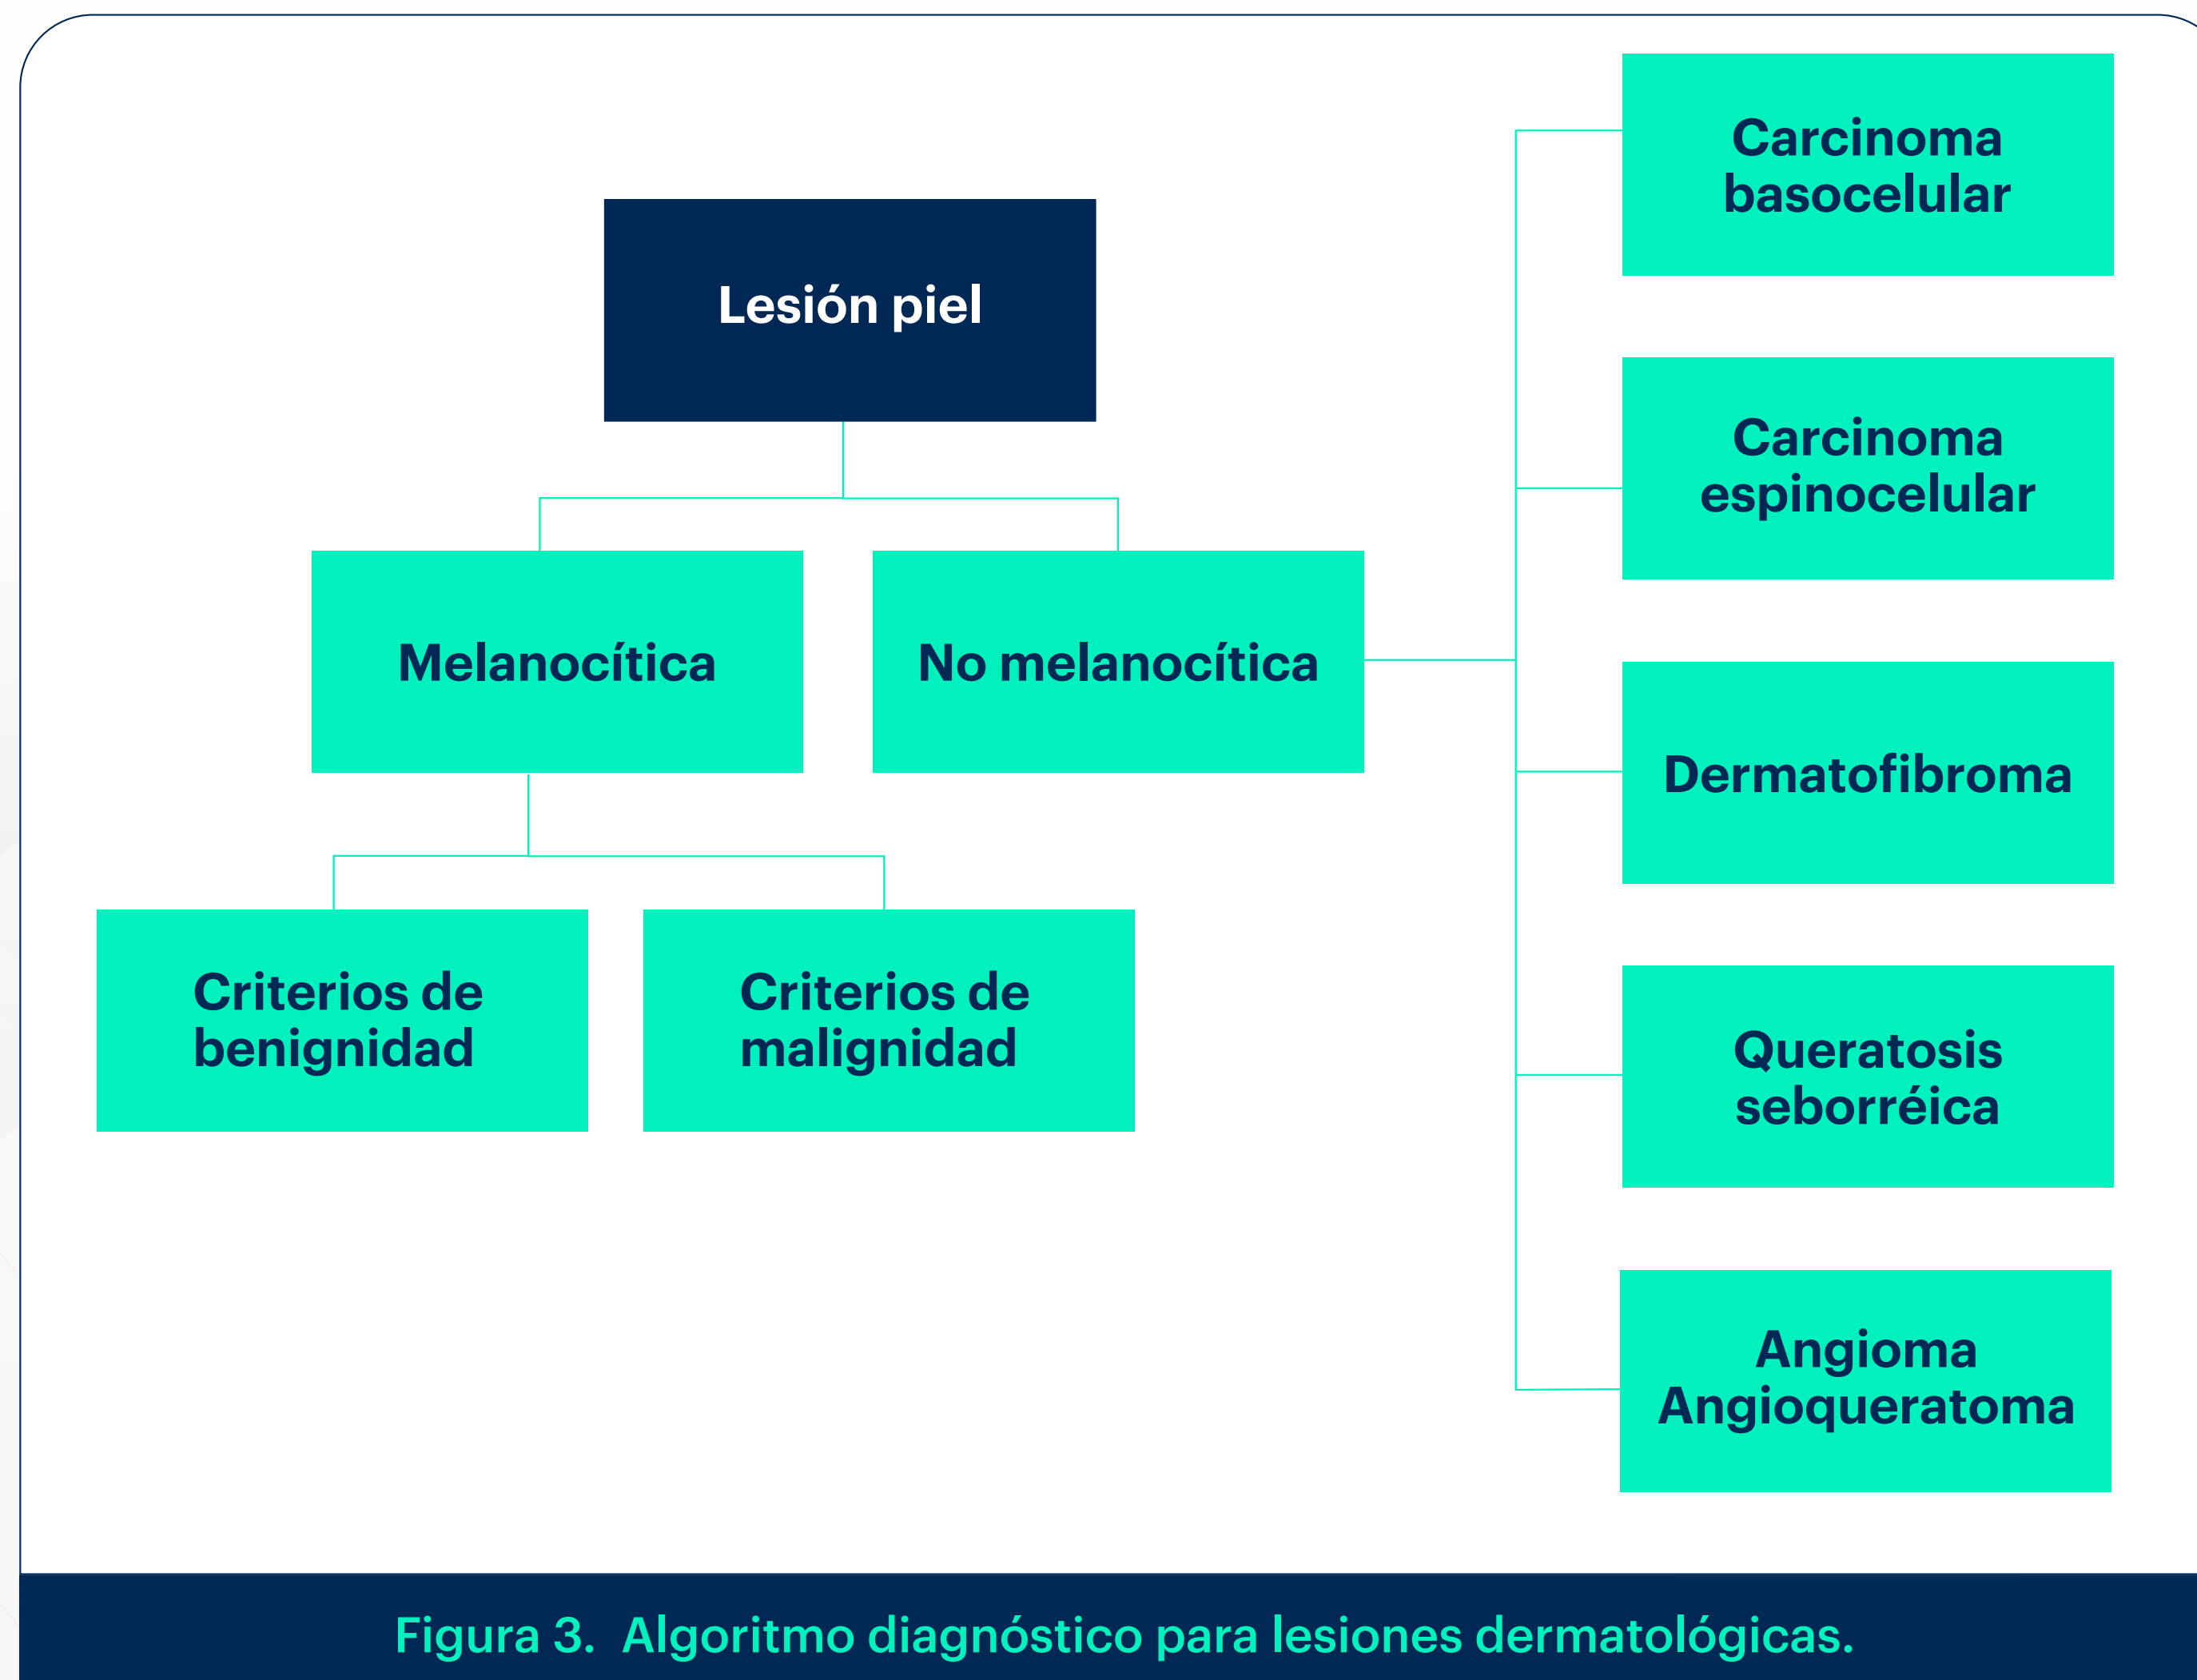 Lesión piel
Melanocítica
No melanocítica
Criterios de
benignidad
Criterios de
malignidad
Carcinoma
basocelular
Carcinoma
espinocelular
Dermatofibroma
Queratosis
seborréica
Angioma
Angioqueratoma
Figura 3. Algoritmo diagnóstico para lesiones dermatológicas.